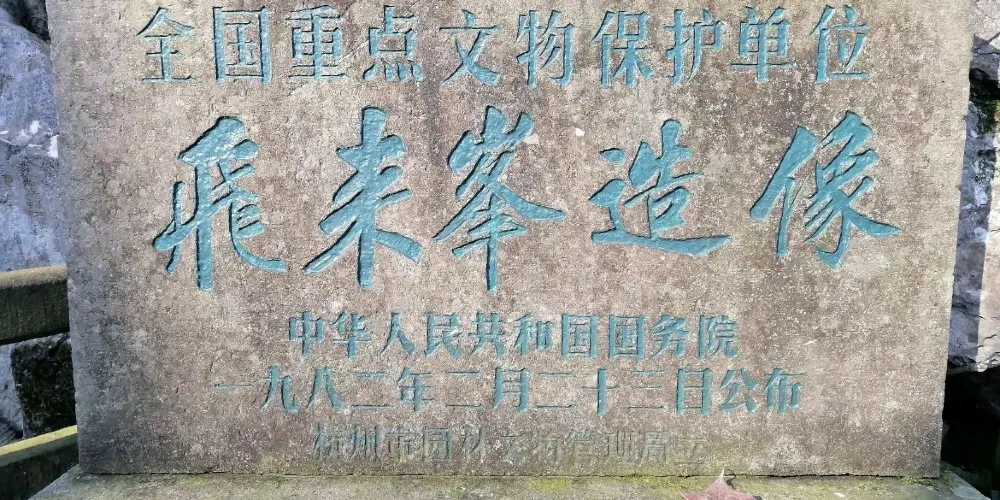 全国重点文物保护单位
飛来峯造像
中华人民共和国国务院
一九八二年二月二十三日公布
杭州市园林文物管理局立